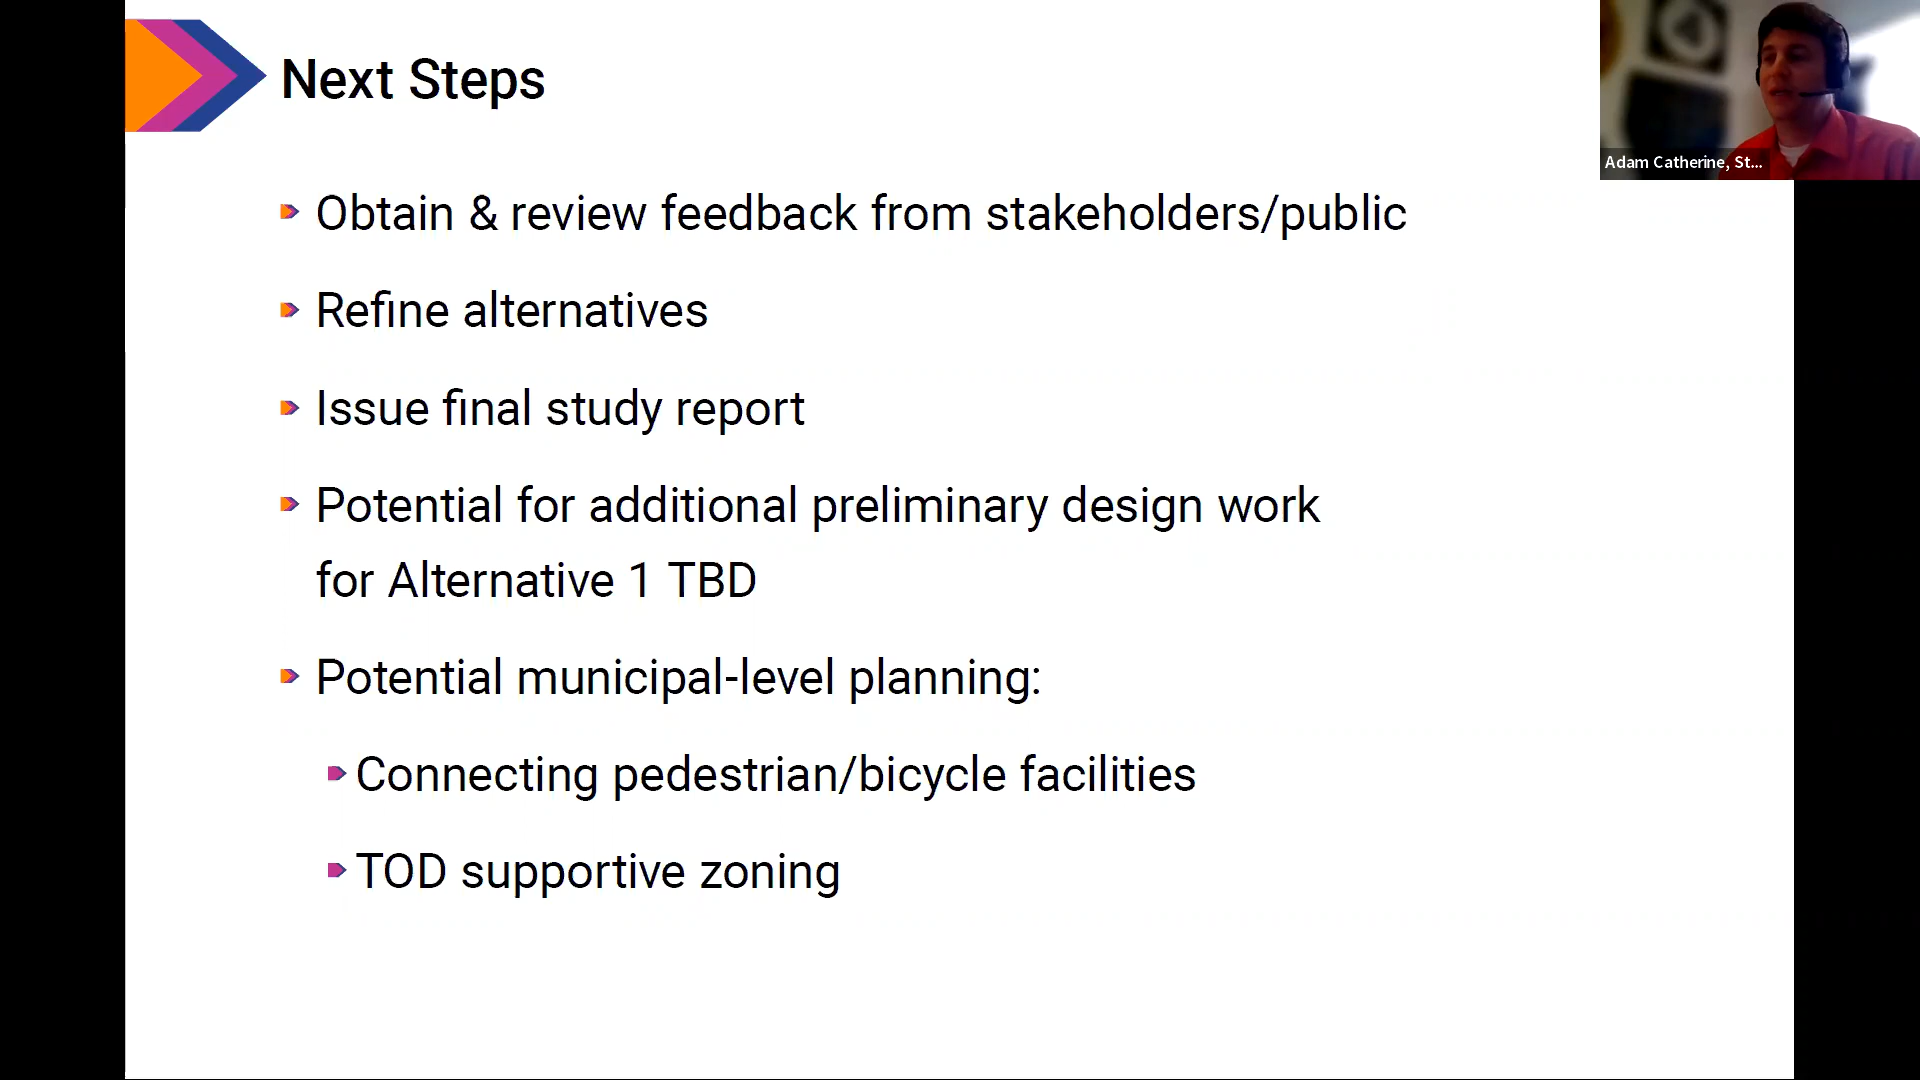 Next Steps
Adam Catherine, St...
Obtain & review feedback from stakeholders/public
Refine alternatives
Issue final study report
Potential for additional preliminary design work
for Alternative 1 TBD
Potential municipal-level planning:
Connecting pedestrian/bicycle facilities
TOD supportive zoning